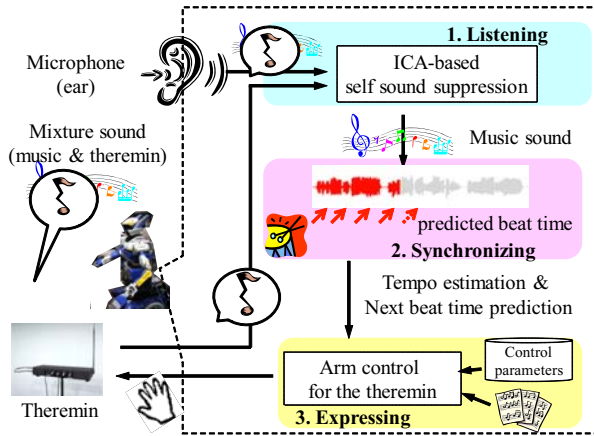 1. Listening
Microphone
(ear)
ICA-based
self sound suppression
Mixture sound
(music & theremin)
Music sound
predicted beat time
2. Synchronizing
Tempo estimation &
Next beat time prediction
Control
parameters
Arm control
for the theremin
Theremin
3. Expressing